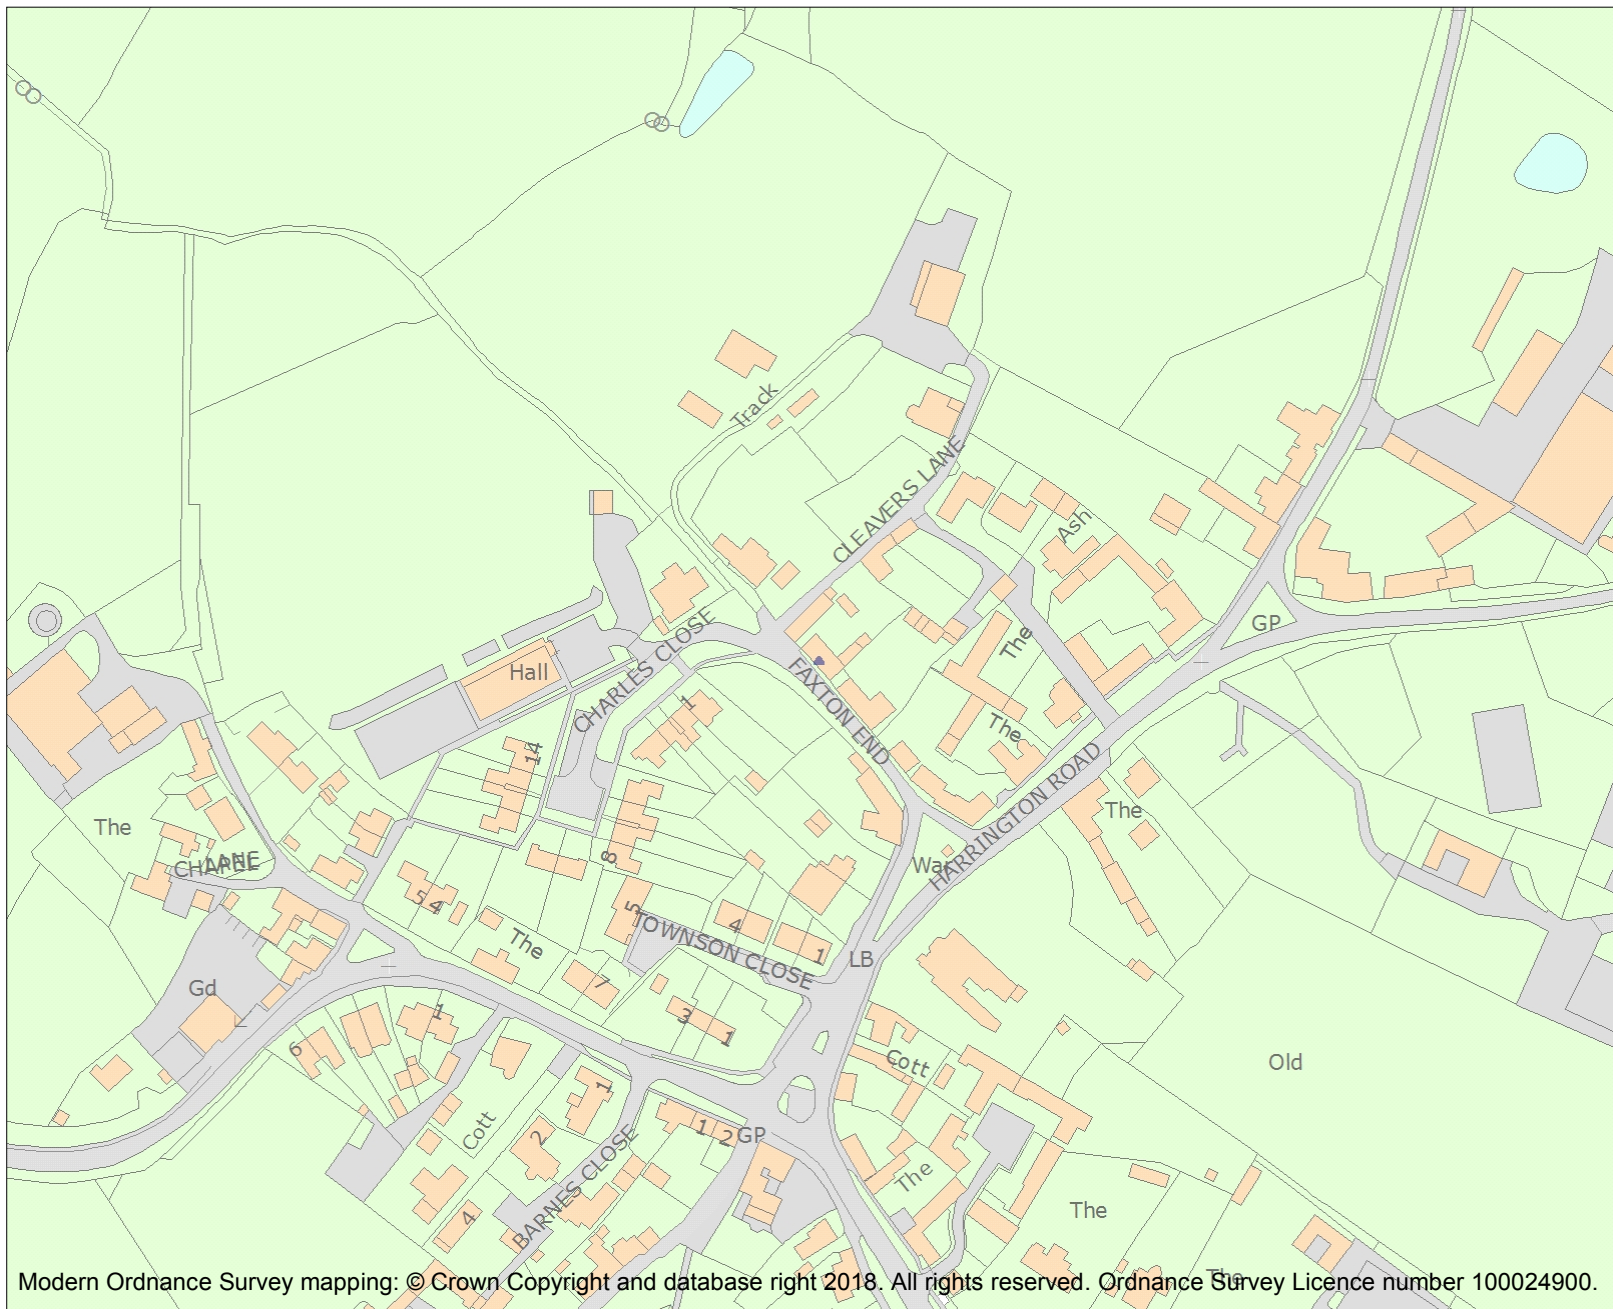 Track
CLEAVERS LANE
Ash
The
GP
Hall
CHARLES CLOSE
1
14
FAXTON END
The
HARRINGTON ROAD
The
The
CHAPEL
LANE
8
War
5 4
5
TOWNSON CLOSE
4
1
The
LB
Gd
7
3
1
1
6
Cott
Old
1
2
Cott
1 2
GP
The
The
BARNES CLOSE
4
The
Modern Ordnance Survey mapping: © Crown Copyright and database right 2018. All rights reserved. Ordnance Survey Licence number 100024900.